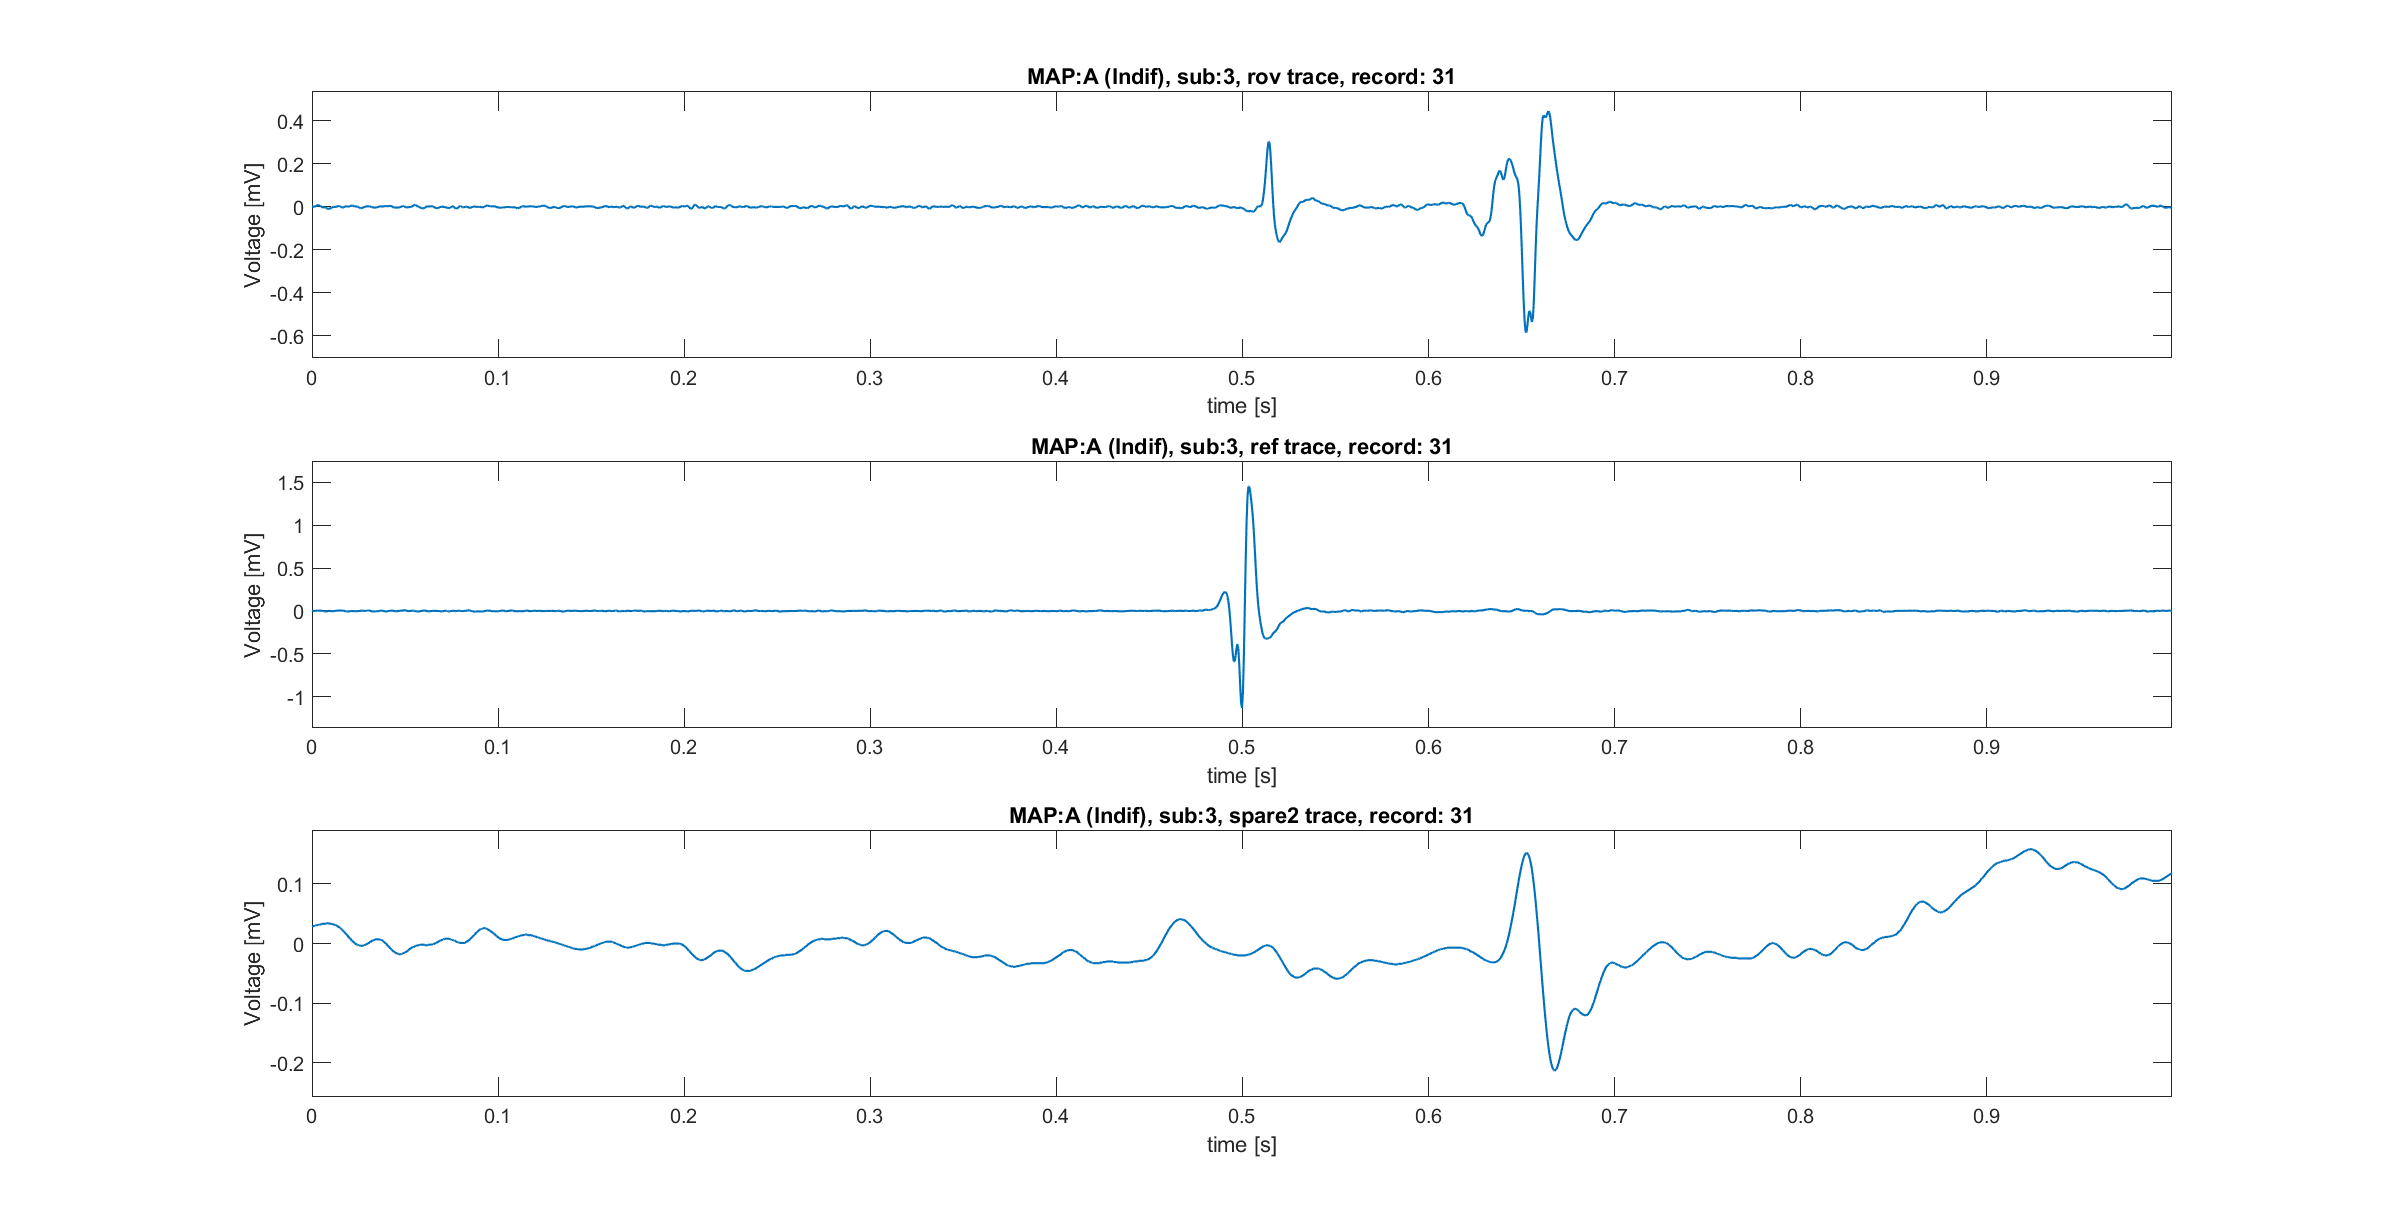 MAP:A (Indif), sub:3, rov trace, record: 31
Voltage [mV]
0.4
0.2
0
-0.2
-0.4
-0.6
0 0.1 0.2 0.3 0.4 0.5 0.6 0.7 0.8 0.9
time [s]
MAP:A (Indif), sub:3, ref trace, record: 31
Voltage [mV]
1.5
1
0.5
0
-0.5
-1
0 0.1 0.2 0.3 0.4 0.5 0.6 0.7 0.8 0.9
time [s]
MAP:A (Indif), sub:3, spare2 trace, record: 31
Voltage [mV]
0.1
0
-0.1
-0.2
0 0.1 0.2 0.3 0.4 0.5 0.6 0.7 0.8 0.9
time [s]